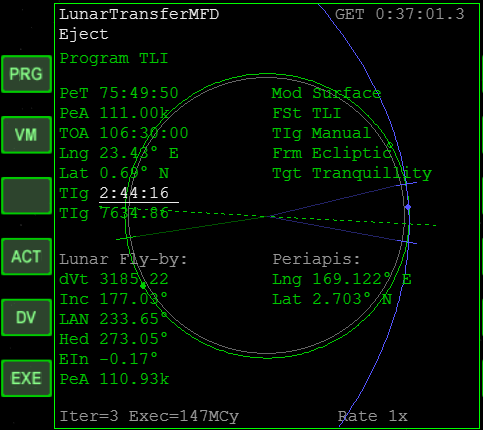 LunarTransferMFD GET 0:37:01.3
Eject
Program TLI
PRG
PeT 75:49:50 Mod Surface
PeA 111.00k FSt TLI
VM
TOA 106:30:00 TIg Manual
Lng 23.43° E Frm Ecliptic
Lat 0.69° N Tgt Tranquillity
TIg 2:44:16
TIg 7634.86
ACT
Lunar Fly-by: Periapis:
dVt 3185.22 Lng 169.122° E
Inc 177.03° Lat 2.703° N
DV
LAN 233.65°
Hed 273.05°
EIn -0.17°
EXE
PeA 110.93k
Iter=3 Exec=147MCy Rate 1x